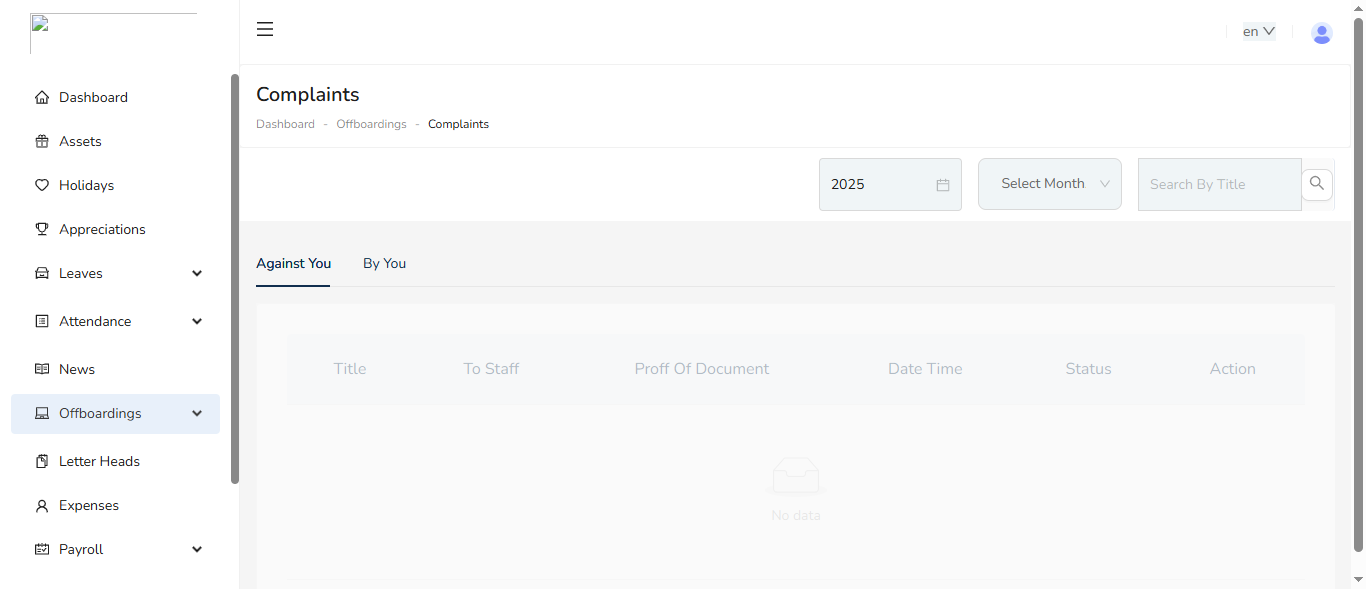 en
Dashboard
Assets
Holidays
Appreciations
Leaves
Attendance
News
Offboardings
Letter Heads
Expenses
Payroll
Complaints
Dashboard - Offboardings - Complaints
2025 Select Month Search By Title
Against You By You
Title To Staff Proff Of Document Date Time Status Action
No data